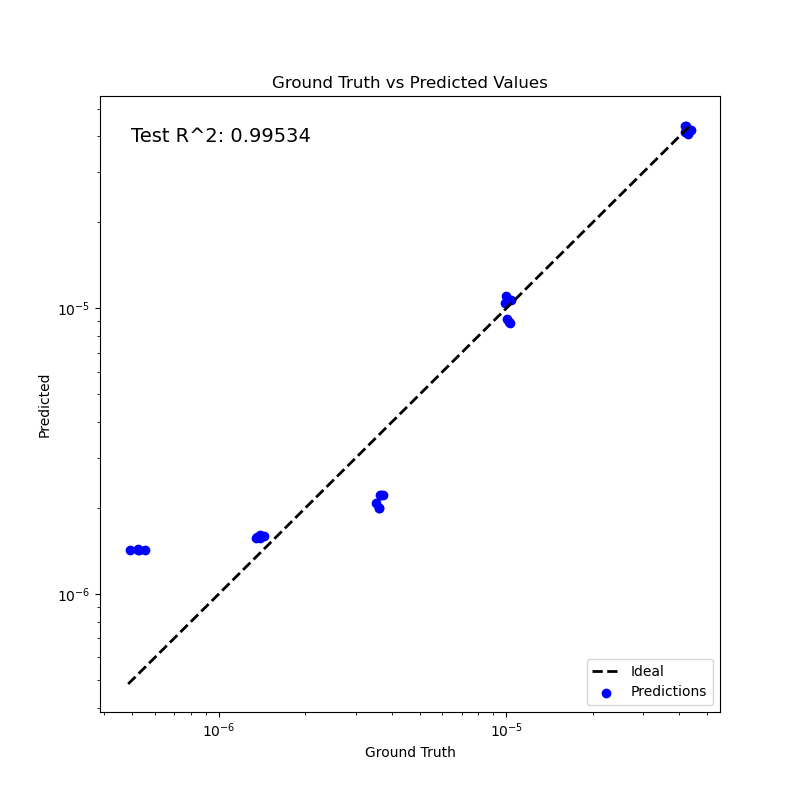 Ground Truth vs Predicted Values
Test R^2: 0.99534
10⁻⁵
10⁻⁶
Predicted
Ideal
Predictions
10⁻⁶
10⁻⁵
Ground Truth